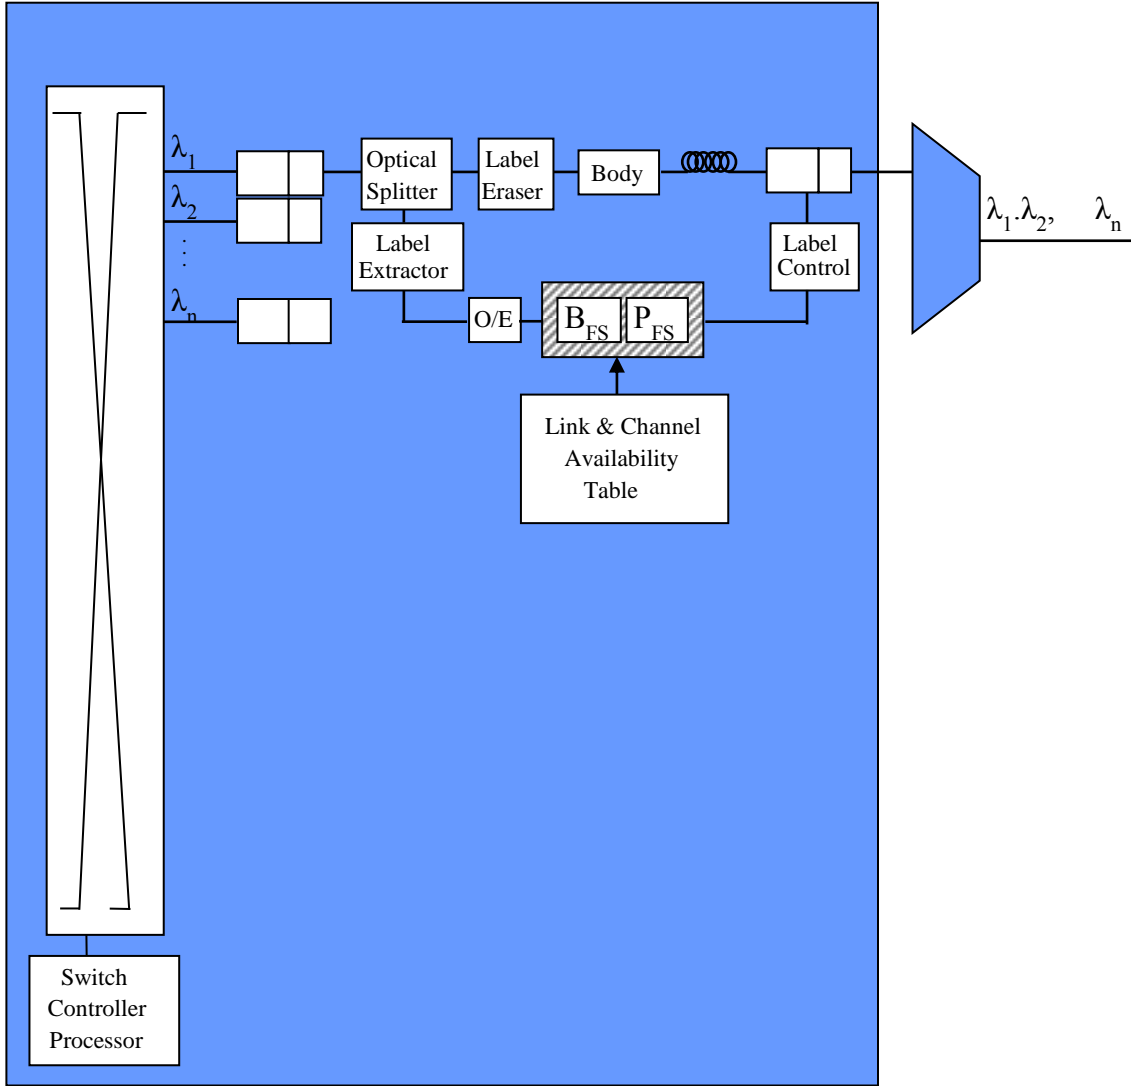 λ1
Optical
Splitter
Label
Eraser
Body
λ2
λ1.λ2, λn
Label
Extractor
Label
Control
λn
O/E
BFS
PFS
Link & Channel
Availability
Table
Switch
Controller
Processor